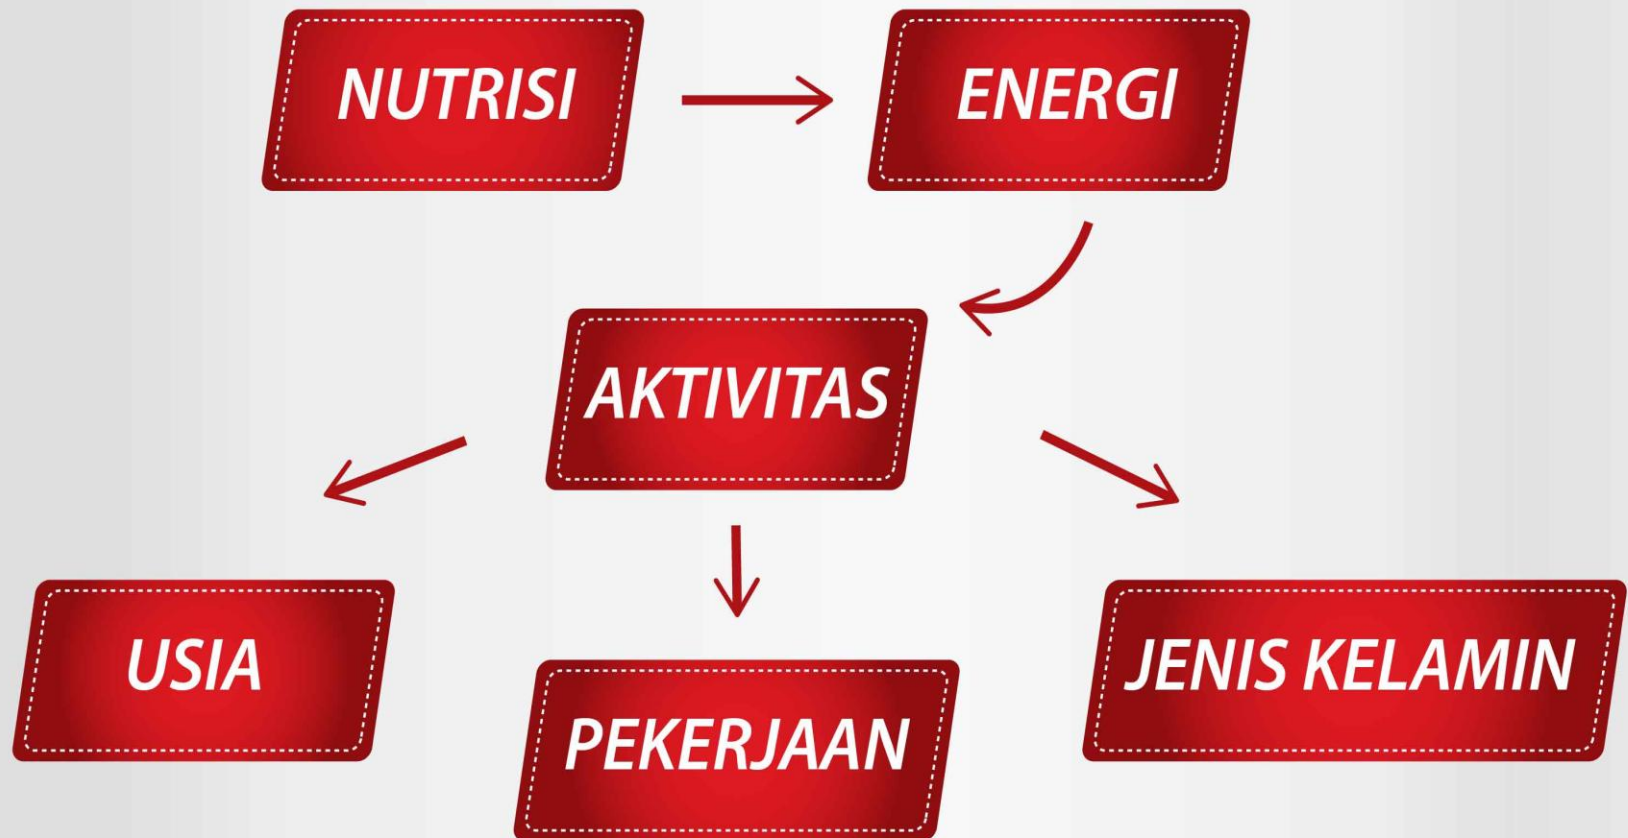 NUTRISI
ENERGI
AKTIVITAS
USIA
PEKERJAAN
JENIS KELAMIN